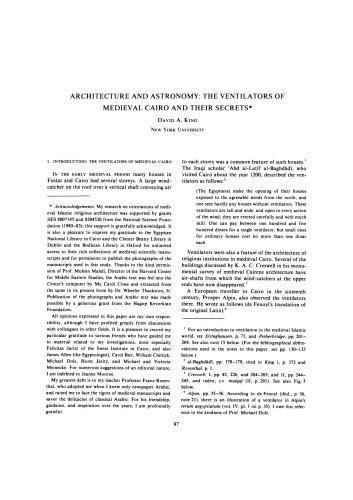 ARCHITECTURE AND ASTRONOMY: THE VENTILATORS OF
MEDIEVAL CAIRO AND THEIR SECRETS*
DAVID A. KING
NEW YORK UNIVERSITY
1. INTRODUCTION: THE VENTILATORS OF MEDIEVAL CAIRO
IN THE EARLY MEDIEVAL PERIOD many houses in
Fustat and Cairo had several storeys. A large wind-
catcher on the roof over a vertical shaft conveying air
* Acknowledgements: My research on orientations of medi-
eval Islamic religious architecture was supported by grants
SES 8007145 and 8204520 from the National Science Foun-
dation (1980-83); this support is gratefully acknowledged. It
is also a pleasure to express my gratitude to the Egyptian
National Library in Cairo and the Chester Beatty Library in
Dublin and the Bodleian Library in Oxford for unlimited
access to their rich collections of medieval scientific manu-
scripts and for permission to publish the photographs of the
manuscripts used in this study. Thanks to the kind permis-
sion of Prof. Muhsin Mahdi, Director of the Harvard Center
for Middle Eastern Studies, the Arabic text was fed into the
Center's computer by Ms. Carol Cross and extracted from
the same in its present form by Dr. Wheeler Thackston, Jr.
Publication of the photographs and Arabic text was made
possible by a generous grant from the Hagop Kevorkian
Foundation.
All opinions expressed in this paper are my own respon-
sibility, although I have profited greatly from discussions
with colleagues in other fields. It is a pleasure to record my
particular gratitude to various friends who have guided me
to material related to my investigations, most especially
Felicitas Jaritz of the Swiss Institute in Cairo, and also
James Allen (the Egyptologist), Carol Bier, William Chittick,
Michael Dols, Horst Jaritz, and Michael and Victoria
Meinecke. For numerous suggestions of an editorial nature,
I am indebted to Jeanne Monroe.
My greatest debt is to my teacher Professor Franz Rosen-
thal, who adopted me when I knew only newspaper Arabic,
and raised me to face the rigors of medieval manuscripts and
savor the delicacies of classical Arabic. For his friendship,
guidance, and inspiration over the years, I am profoundly
grateful.
to each storey was a common feature of such houses.¹
The Iraqi scholar ʿAbd al-Laṭīf al-Baghdādī, who
visited Cairo about the year 1200, described the ven-
tilators as follows:²
(The Egyptians) make the opening of their houses
exposed to the agreeable winds from the north, and
one sees hardly any houses without ventilators. These
ventilators are tall and wide, and open to every action
of the wind; they are erected carefully and with much
skill. One can pay between one hundred and five
hundred dinars for a single ventilator, but small ones
for ordinary houses cost no more than one dinar
each.
Ventilators were also a feature of the architecture of
religious institutions in medieval Cairo. Several of the
buildings discussed by K. A. C. Creswell in his monu-
mental survey of medieval Cairene architecture have
air-shafts from which the wind-catchers at the upper
ends have now disappeared.³
A European traveller to Cairo in the sixteenth
century, Prosper Alpin, also observed the ventilators
there. He wrote as follows (de Fenoyl's translation of
the original Latin):⁴
¹ For an introduction to ventilation in the medieval Islamic
world, see
204. See also note 15 below. (For the bibliographical abbre-
viations used in the notes to this paper, see pp. 130-133
below.)
² al-Baghdādī, pp. 178-179, cited in King 1, p. 372 and
Rosenthal, p. 1.
³ Creswell, 1, pp. 45, 226, and 284-285, and II, pp. 244-
245, and index, s.v. malqaf (II, p. 291). See also Fig. 5
below.
⁴ Alpin, pp. 35-36. According to de Fenoyl (ibid., p. 36,
note 21), there is an illustration of a ventilator in Alpin's
rerum aegyptiarum (vol. IV, pl. 1 on p. 10). I owe this refer-
ence to the kindness of Prof. Michael Dols.
97